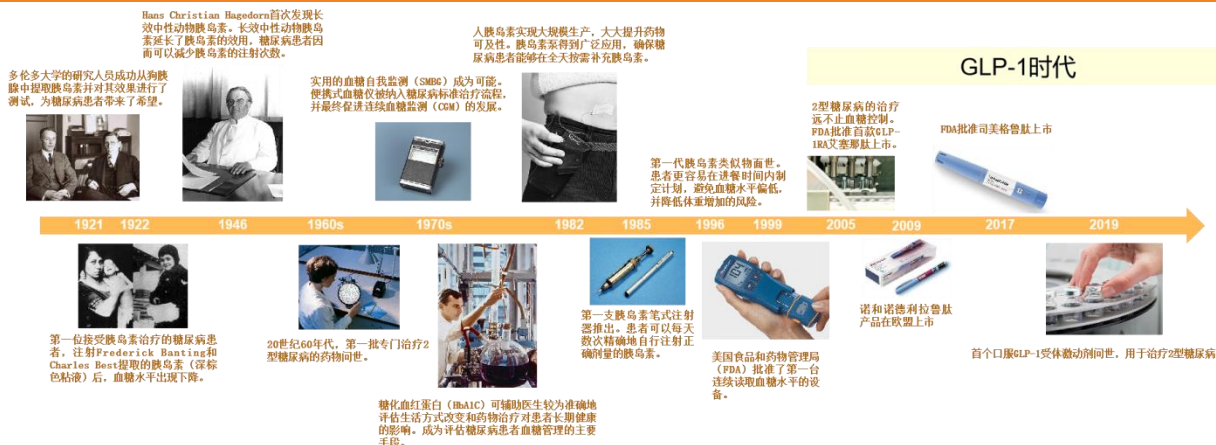 Hans Christian Hagedorn首次发现长
效中性动物胰岛素。长效中性动物胰岛
素延长了胰岛素的效用，糖尿病患者因
而可以减少胰岛素的注射次数。
多伦多大学的研究人员成功从狗胰
腺中提取胰岛素并对其效果进行了
测试，为糖尿病患者带来了希望。
实用的血糖自我监测（SMBG）成为可能。
便携式血糖仪被纳入糖尿病标准治疗流程，
并最终促进连续血糖监测（CGM）的发展。
人胰岛素实现大规模生产，大大提升药物
可及性。胰岛素泵得到广泛应用，确保糖
尿病患者能够在全天按需补充胰岛素。
第一代胰岛素类似物面世。
患者更容易在进餐时间内制
定计划，避免血糖水平偏低，
并降低体重增加的风险。
GLP-1时代
2型糖尿病的治疗
远不止血糖控制。
FDA批准首款GLP-
1RA艾塞那肽上市。
FDA批准司美格鲁肽上市
1921 1922 1946 1960s 1970s 1982 1985 1996 1999 2005 2009 2017 2019
第一位接受胰岛素治疗的糖尿病患
者，注射Frederick Banting和
Charles Best提取的胰岛素（深棕
色粘液）后，血糖水平出现下降。
20世纪60年代，第一批专门治疗2
型糖尿病的药物问世。
糖化血红蛋白（HbA1C）可辅助医生较为准确地
评估生活方式改变和药物治疗对患者长期健康
的影响。成为评估糖尿病患者血糖管理的主要
手段。
第一支胰岛素笔式注射
器推出。患者可以每天
数次精确地自行注射正
确剂量的胰岛素。
104
美国食品和药物管理局
（FDA）批准了第一台
连续读取血糖水平的设
备。
诺和诺德利拉鲁肽
产品在欧盟上市
首个口服GLP-1受体激动剂问世，用于治疗2型糖尿病